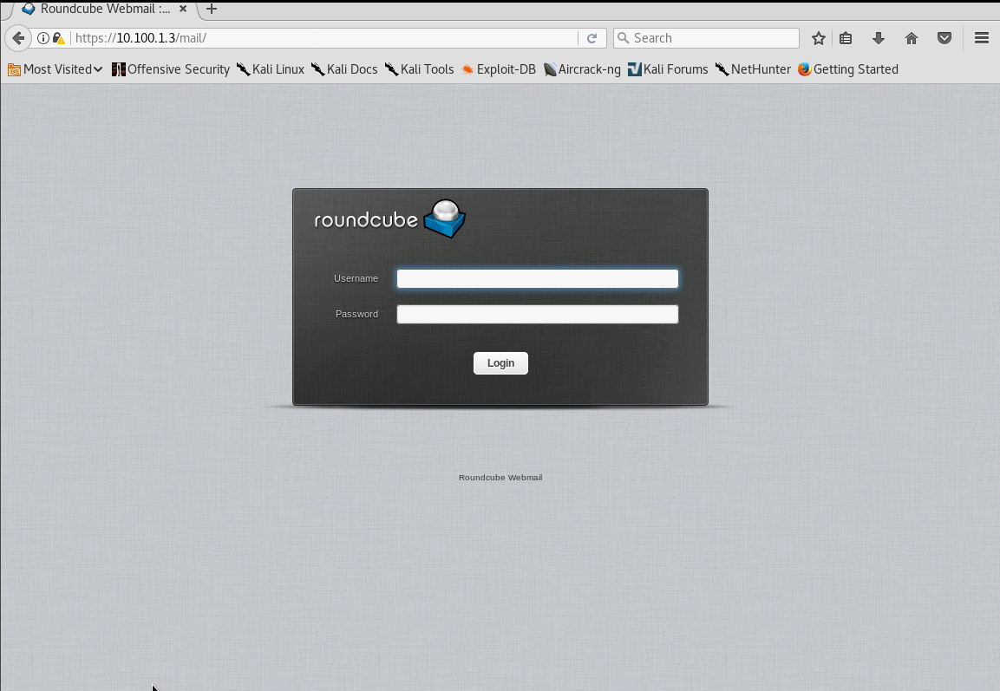 Roundcube Webmail :...
https://10.100.1.3/mail/
Search
Most Visited Offensive Security Kali Linux Kali Docs Kali Tools Exploit-DB Aircrack-ng Kali Forums NetHunter Getting Started
roundcube
Username
Password
Login
Roundcube Webmail